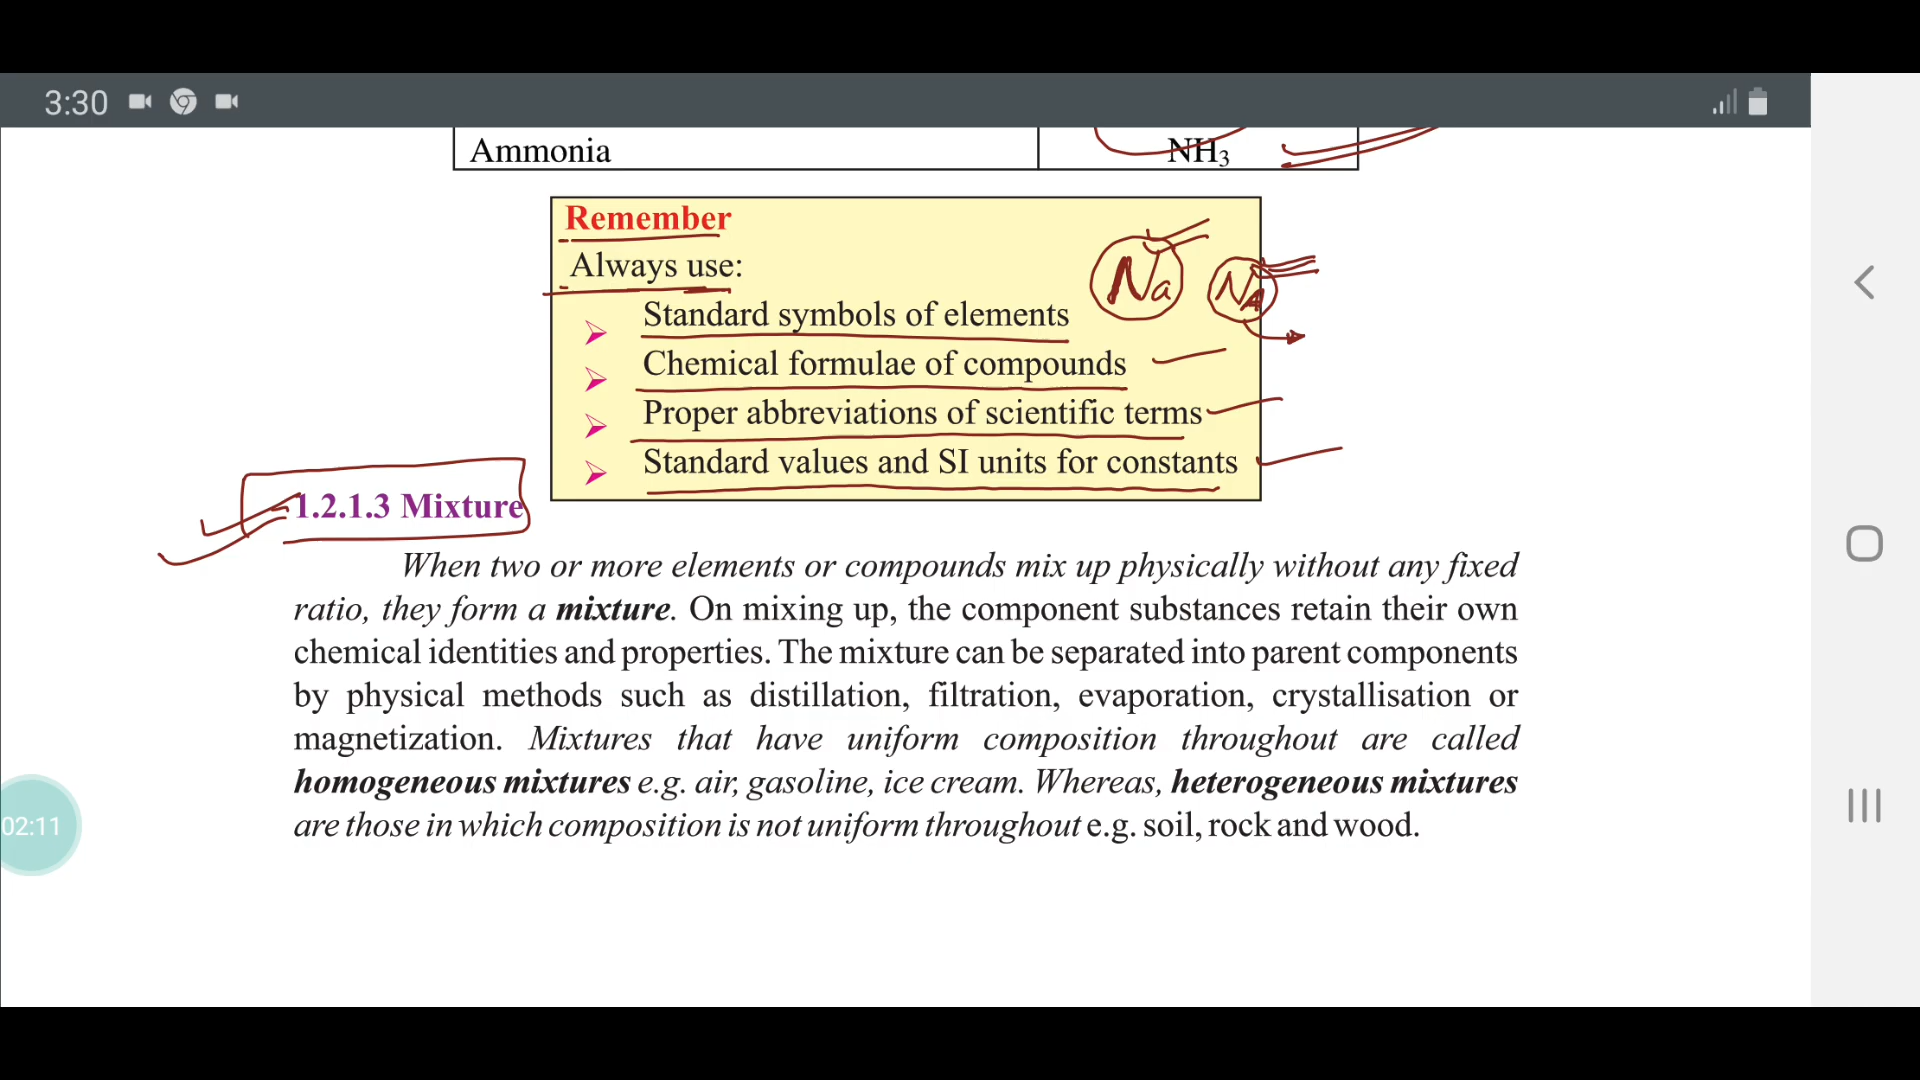 3:30
Ammonia NH₃
Remember
Always use:
Na NA
➢ Standard symbols of elements
➢ Chemical formulae of compounds
➢ Proper abbreviations of scientific terms
➢ Standard values and SI units for constants
1.2.1.3 Mixture
When two or more elements or compounds mix up physically without any fixed
ratio, they form a mixture. On mixing up, the component substances retain their own
chemical identities and properties. The mixture can be separated into parent components
by physical methods such as distillation, filtration, evaporation, crystallisation or
magnetization. Mixtures that have uniform composition throughout are called
homogeneous mixtures e.g. air, gasoline, ice cream. Whereas, heterogeneous mixtures
are those in which composition is not uniform throughout e.g. soil, rock and wood.
02:11